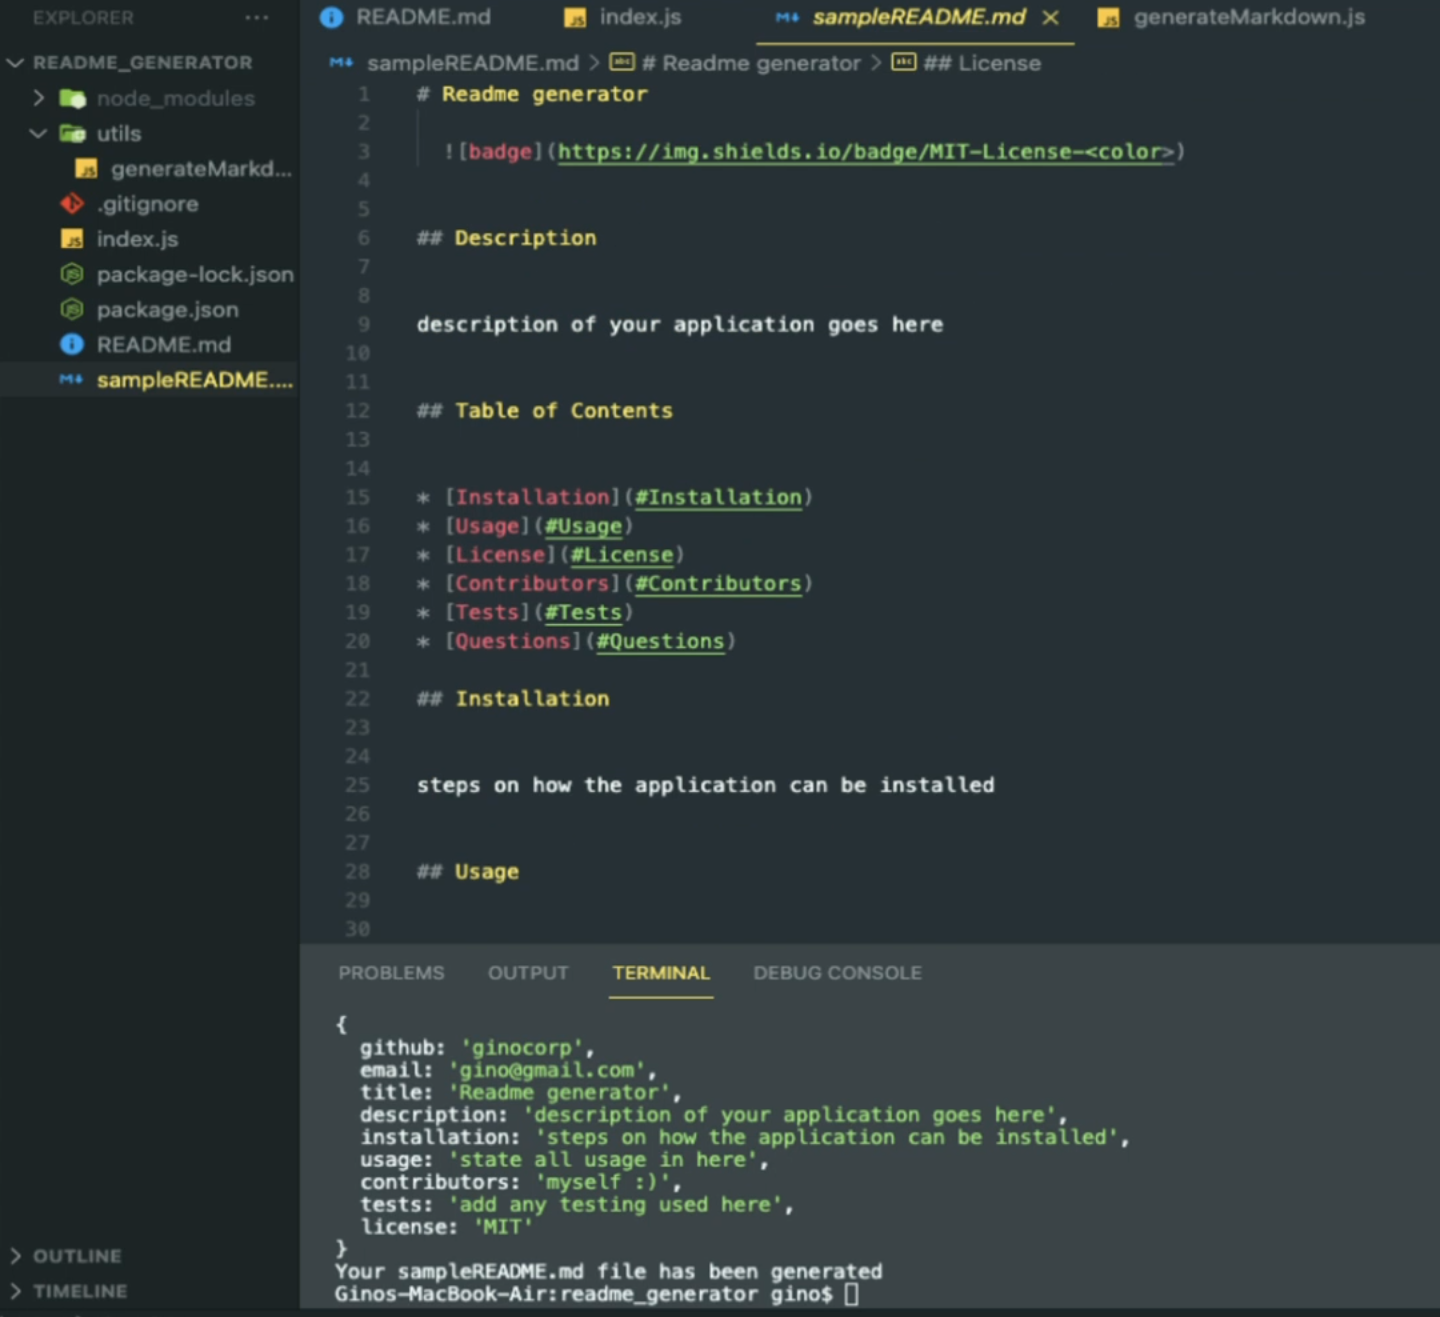 EXPLORER ...
README.md index.js sampleREADME.md generateMarkdown.js
README_GENERATOR
node_modules
utils
generateMarkd...
.gitignore
index.js
package-lock.json
package.json
README.md
sampleREADME....
OUTLINE
TIMELINE
sampleREADME.md > # Readme generator > ## License
1 # Readme generator
2
3 ![badge](https://img.shields.io/badge/MIT-License-<color>)
4
5
6 ## Description
7
8
9 description of your application goes here
10
11
12 ## Table of Contents
13
14
15 * [Installation](#Installation)
16 * [Usage](#Usage)
17 * [License](#License)
18 * [Contributors](#Contributors)
19 * [Tests](#Tests)
20 * [Questions](#Questions)
21
22 ## Installation
23
24
25 steps on how the application can be installed
26
27
28 ## Usage
29
30
PROBLEMS OUTPUT TERMINAL DEBUG CONSOLE
{
github: 'ginocorp',
email: 'gino@gmail.com',
title: 'Readme generator',
description: 'description of your application goes here',
installation: 'steps on how the application can be installed',
usage: 'state all usage in here',
contributors: 'myself :)',
tests: 'add any testing used here',
license: 'MIT'
}
Your sampleREADME.md file has been generated
Ginos-MacBook-Air:readme_generator gino$